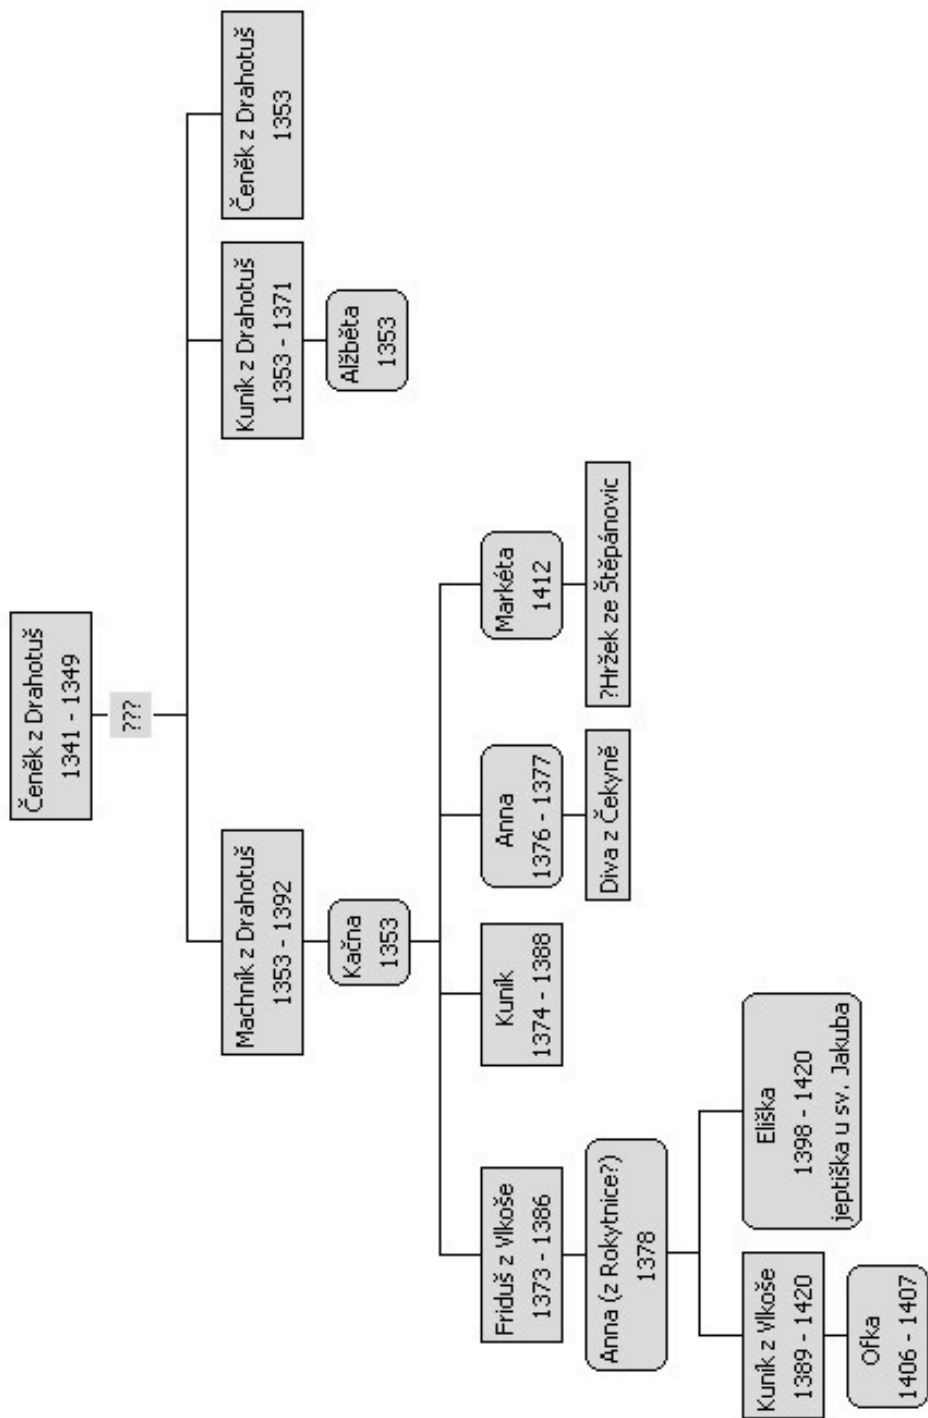 Čeněk z Drahotuš
1341 - 1349
???
Machník z Drahotuš
1353 - 1392
Kuník z Drahotuš
1353 - 1371
Čeněk z Drahotuš
1353
Kačna
1353
Alžběta
1353
Friduš z Vlkoše
1373 - 1386
Kuník
1374 - 1388
Anna
1376 - 1377
Markéta
1412
Anna (z Rokytnice?)
1378
Diva z Čekyně
?Hržek ze Štěpánovic
Kuník z Vlkoše
1389 - 1420
Eliška
1398 - 1420
jeptiška u sv. Jakuba
Ofka
1406 - 1407